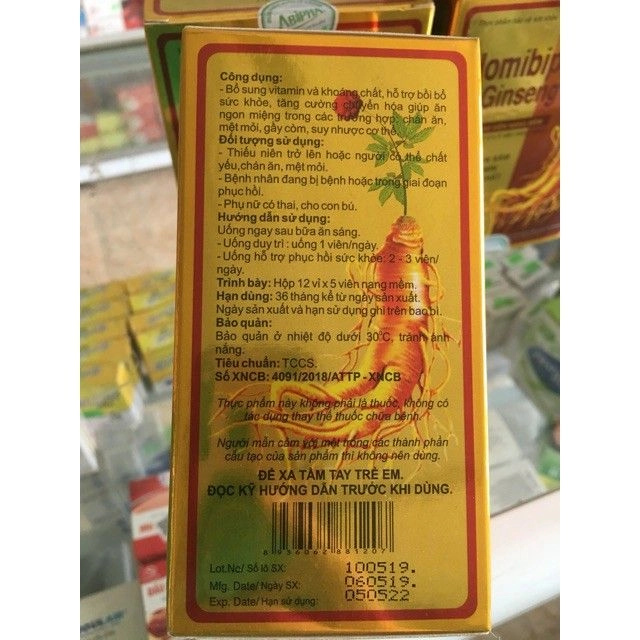 ABIPHA
Thực phẩm bảo vệ sức khỏe
Homibip
Ginseng
Công dụng:
- Bổ sung vitamin và khoáng chất, hỗ trợ bồi bổ
sức khỏe, tăng cường chuyển hóa giúp ăn
ngon miệng trong các trường hợp: chán ăn,
mệt mỏi, gầy còm, suy nhược cơ thể.
Đối tượng sử dụng:
- Thiếu niên trở lên hoặc người có thể chất
yếu,chán ăn, mệt mỏi.
- Bệnh nhân đang bị bệnh hoặc trong giai đoạn
phục hồi.
- Phụ nữ có thai, cho con bú.
Hướng dẫn sử dụng:
Uống ngay sau bữa ăn sáng.
- Uống duy trì : uống 1 viên/ngày.
- Uống hỗ trợ phục hồi sức khỏe: 2 - 3 viên/
ngày.
Trình bày: Hộp 12 vỉ x 5 viên nang mềm.
Hạn dùng: 36 tháng kể từ ngày sản xuất.
Ngày sản xuất và hạn sử dụng ghi trên bao bì.
Bảo quản:
Bảo quản ở nhiệt độ dưới 30°C, tránh ánh
nắng.
Tiêu chuẩn: TCCS.
Số XNCB: 4091/2018/ATTP - XNCB
Thực phẩm này không phải là thuốc, không có
tác dụng thay thế thuốc chữa bệnh.
Người mẫn cảm với một trong các thành phần
cấu tạo của sản phẩm thì không nên dùng.
ĐỂ XA TẦM TAY TRẺ EM.
ĐỌC KỸ HƯỚNG DẪN TRƯỚC KHI DÙNG.
8 936062 881207
Lot.No/ Số lô SX: 100519.
Mfg. Date/ Ngày SX: 060519.
Exp. Date/ Hạn sử dụng: 050522